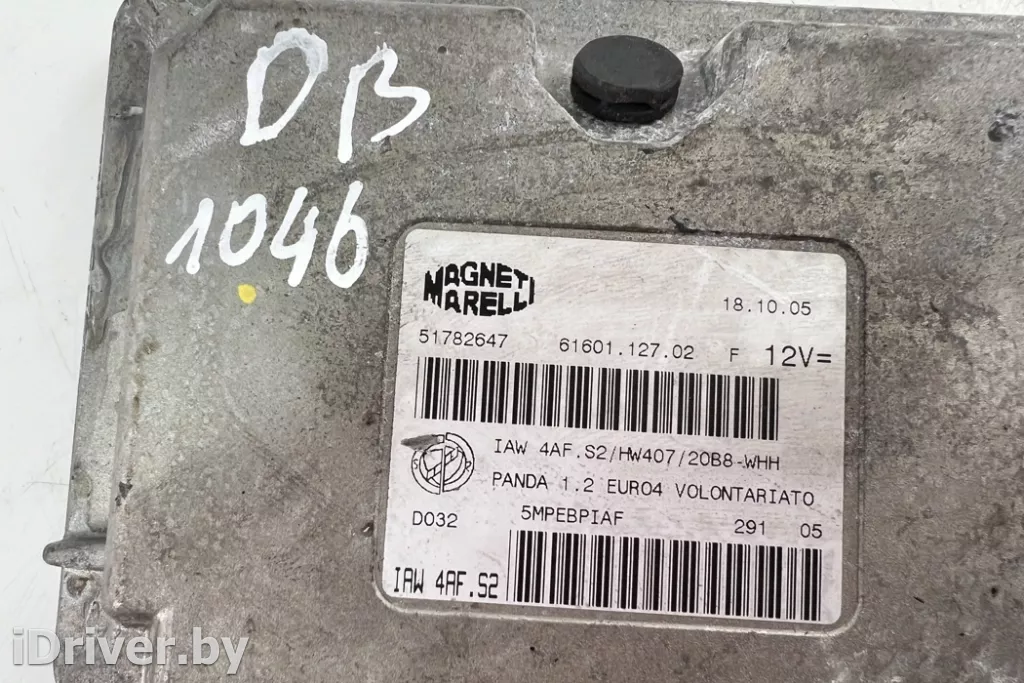 DB
1046
MAGNETI
MARELLI
18.10.05
51782647 61601.127.02 F 12V=
IAW 4AF.S2/HW407/20B8-WHH
PANDA 1.2 EURO4 VOLONTARIATO
D032 5MPEBPIAF 291 05
IAW 4AF.S2
iDriver.by